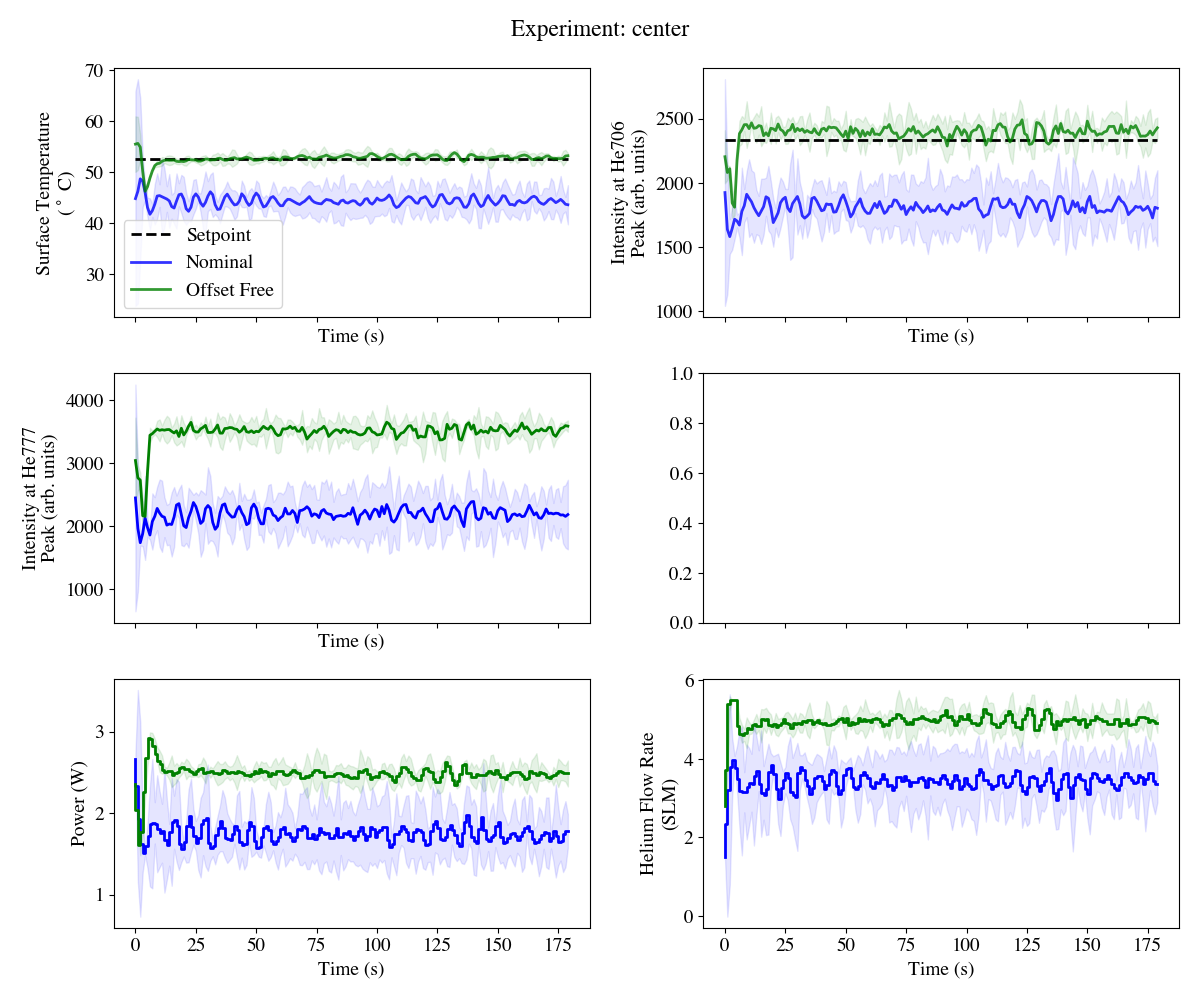 Experiment: center
70
60
50
40
30
Surface Temperature
(° C)
Setpoint
Nominal
Offset Free
Time (s)
2500
2000
1500
1000
Intensity at He706
Peak (arb. units)
Time (s)
4000
3000
2000
1000
Intensity at He777
Peak (arb. units)
Time (s)
1.0
0.8
0.6
0.4
0.2
0.0
3
2
1
Power (W)
0 25 50 75 100 125 150 175
Time (s)
6
4
2
0
Helium Flow Rate
(SLM)
0 25 50 75 100 125 150 175
Time (s)